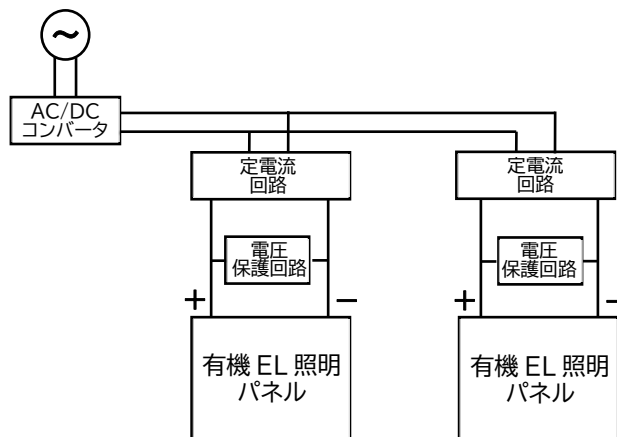 ~
AC/DC
コンバータ
定電流
回路
定電流
回路
電圧
保護回路
電圧
保護回路
+
−
+
−
有機 EL 照明
パネル
有機 EL 照明
パネル